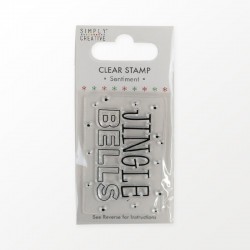 SIMPLY
CREATIVE
CLEAR STAMP
Sentiment
JINGLE
BELLS
See Reverse for Instructions